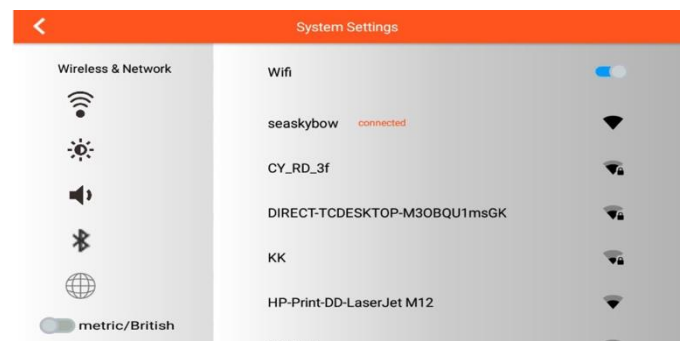 System Settings
Wireless & Network
metric/British
Wifi
seaskybow connected
CY_RD_3f
DIRECT-TCDESKTOP-M3OBQU1msGK
KK
HP-Print-DD-LaserJet M12